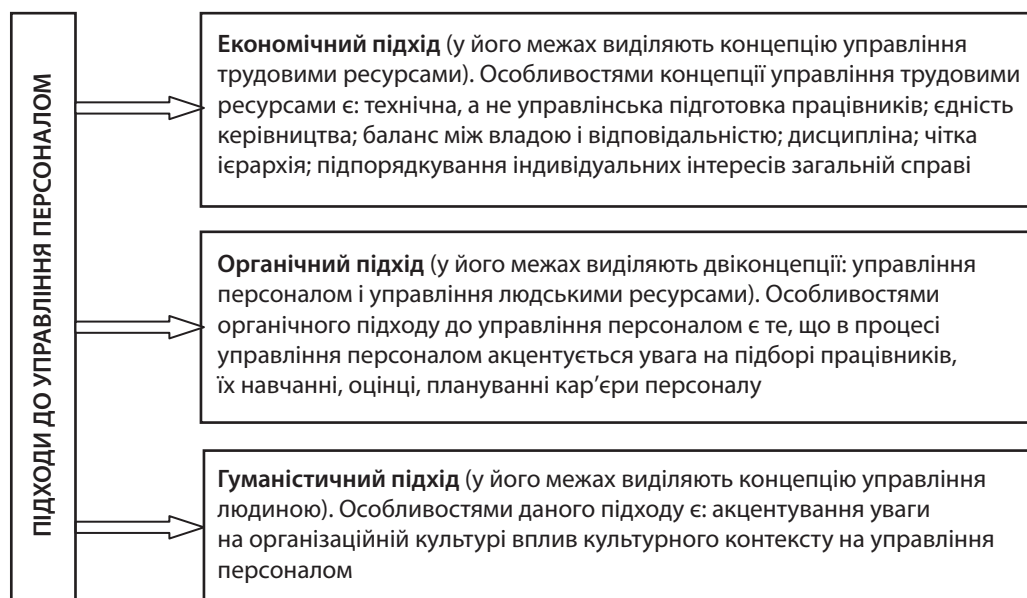 ПІДХОДИ ДО УПРАВЛІННЯ ПЕРСОНАЛОМ
Економічний підхід (у його межах виділяють концепцію управління
трудовими ресурсами). Особливостями концепції управління трудовими
ресурсами є: технічна, а не управлінська підготовка працівників; єдність
керівництва; баланс між владою і відповідальністю; дисципліна; чітка
ієрархія; підпорядкування індивідуальних інтересів загальній справі
Органічний підхід (у його межах виділяють двіконцепції: управління
персоналом і управління людськими ресурсами). Особливостями
органічного підходу до управління персоналом є те, що в процесі
управління персоналом акцентується увага на підборі працівників,
їх навчанні, оцінці, плануванні кар’єри персоналу
Гуманістичний підхід (у його межах виділяють концепцію управління
людиною). Особливостями даного підходу є: акцентування уваги
на організаційній культурі вплив культурного контексту на управління
персоналом